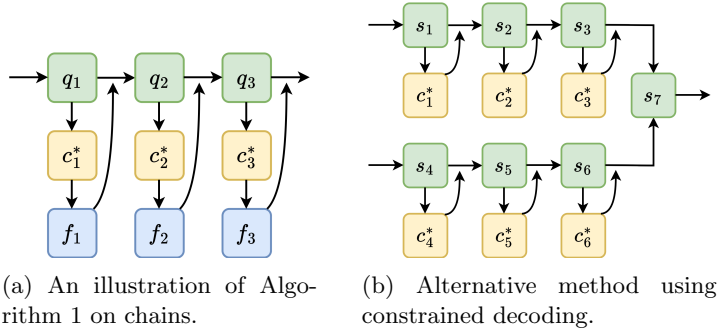 q₁ q₂ q₃
c₁* c₂* c₃*
f₁ f₂ f₃
(a) An illustration of Algo-
rithm 1 on chains.
s₁ s₂ s₃
c₁* c₂* c₃*
s₇
s₄ s₅ s₆
c₄* c₅* c₆*
(b) Alternative method using
constrained decoding.